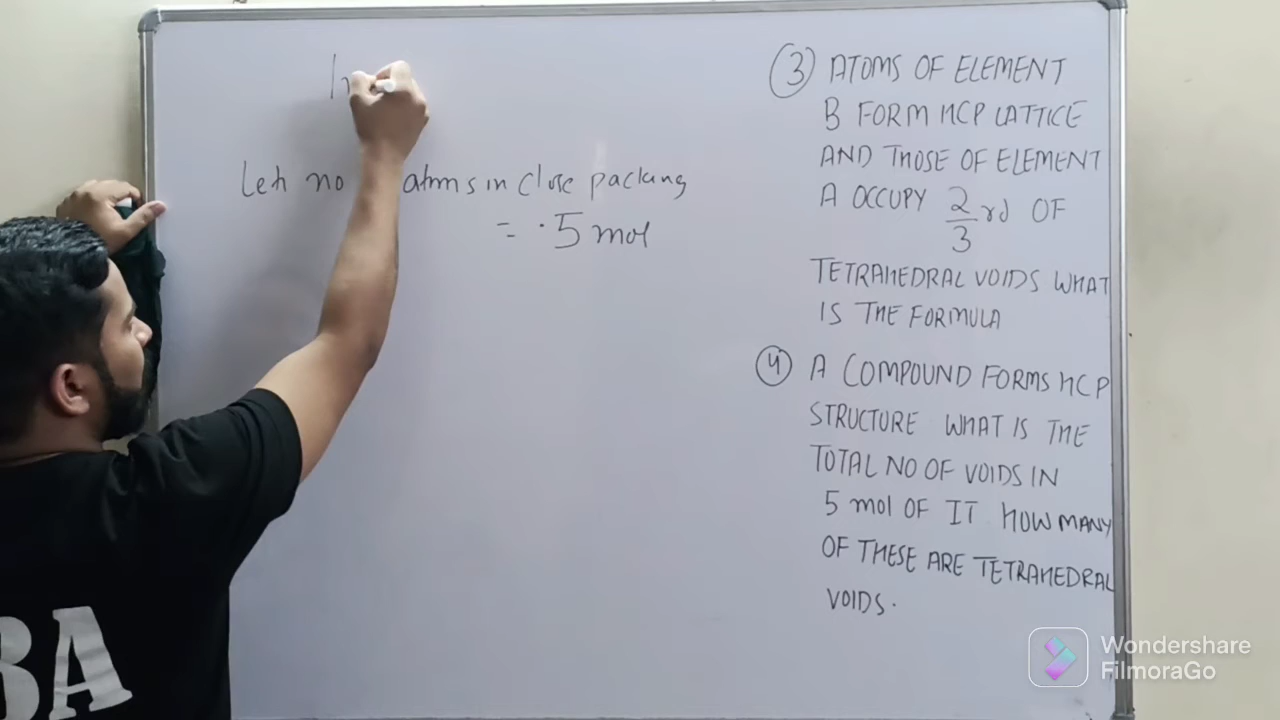 Let no atoms in close packing
= .5 mol
③ ATOMS OF ELEMENT
B FORM HCP LATTICE
AND THOSE OF ELEMENT
A OCCUPY 2/3 rd OF
TETRAHEDRAL VOIDS WHAT
IS THE FORMULA
④ A COMPOUND FORMS HCP
STRUCTURE WHAT IS THE
TOTAL NO OF VOIDS IN
5 mol OF IT HOW MANY
OF THESE ARE TETRAHEDRAL
VOIDS.
BA
Wondershare
FilmoraGo